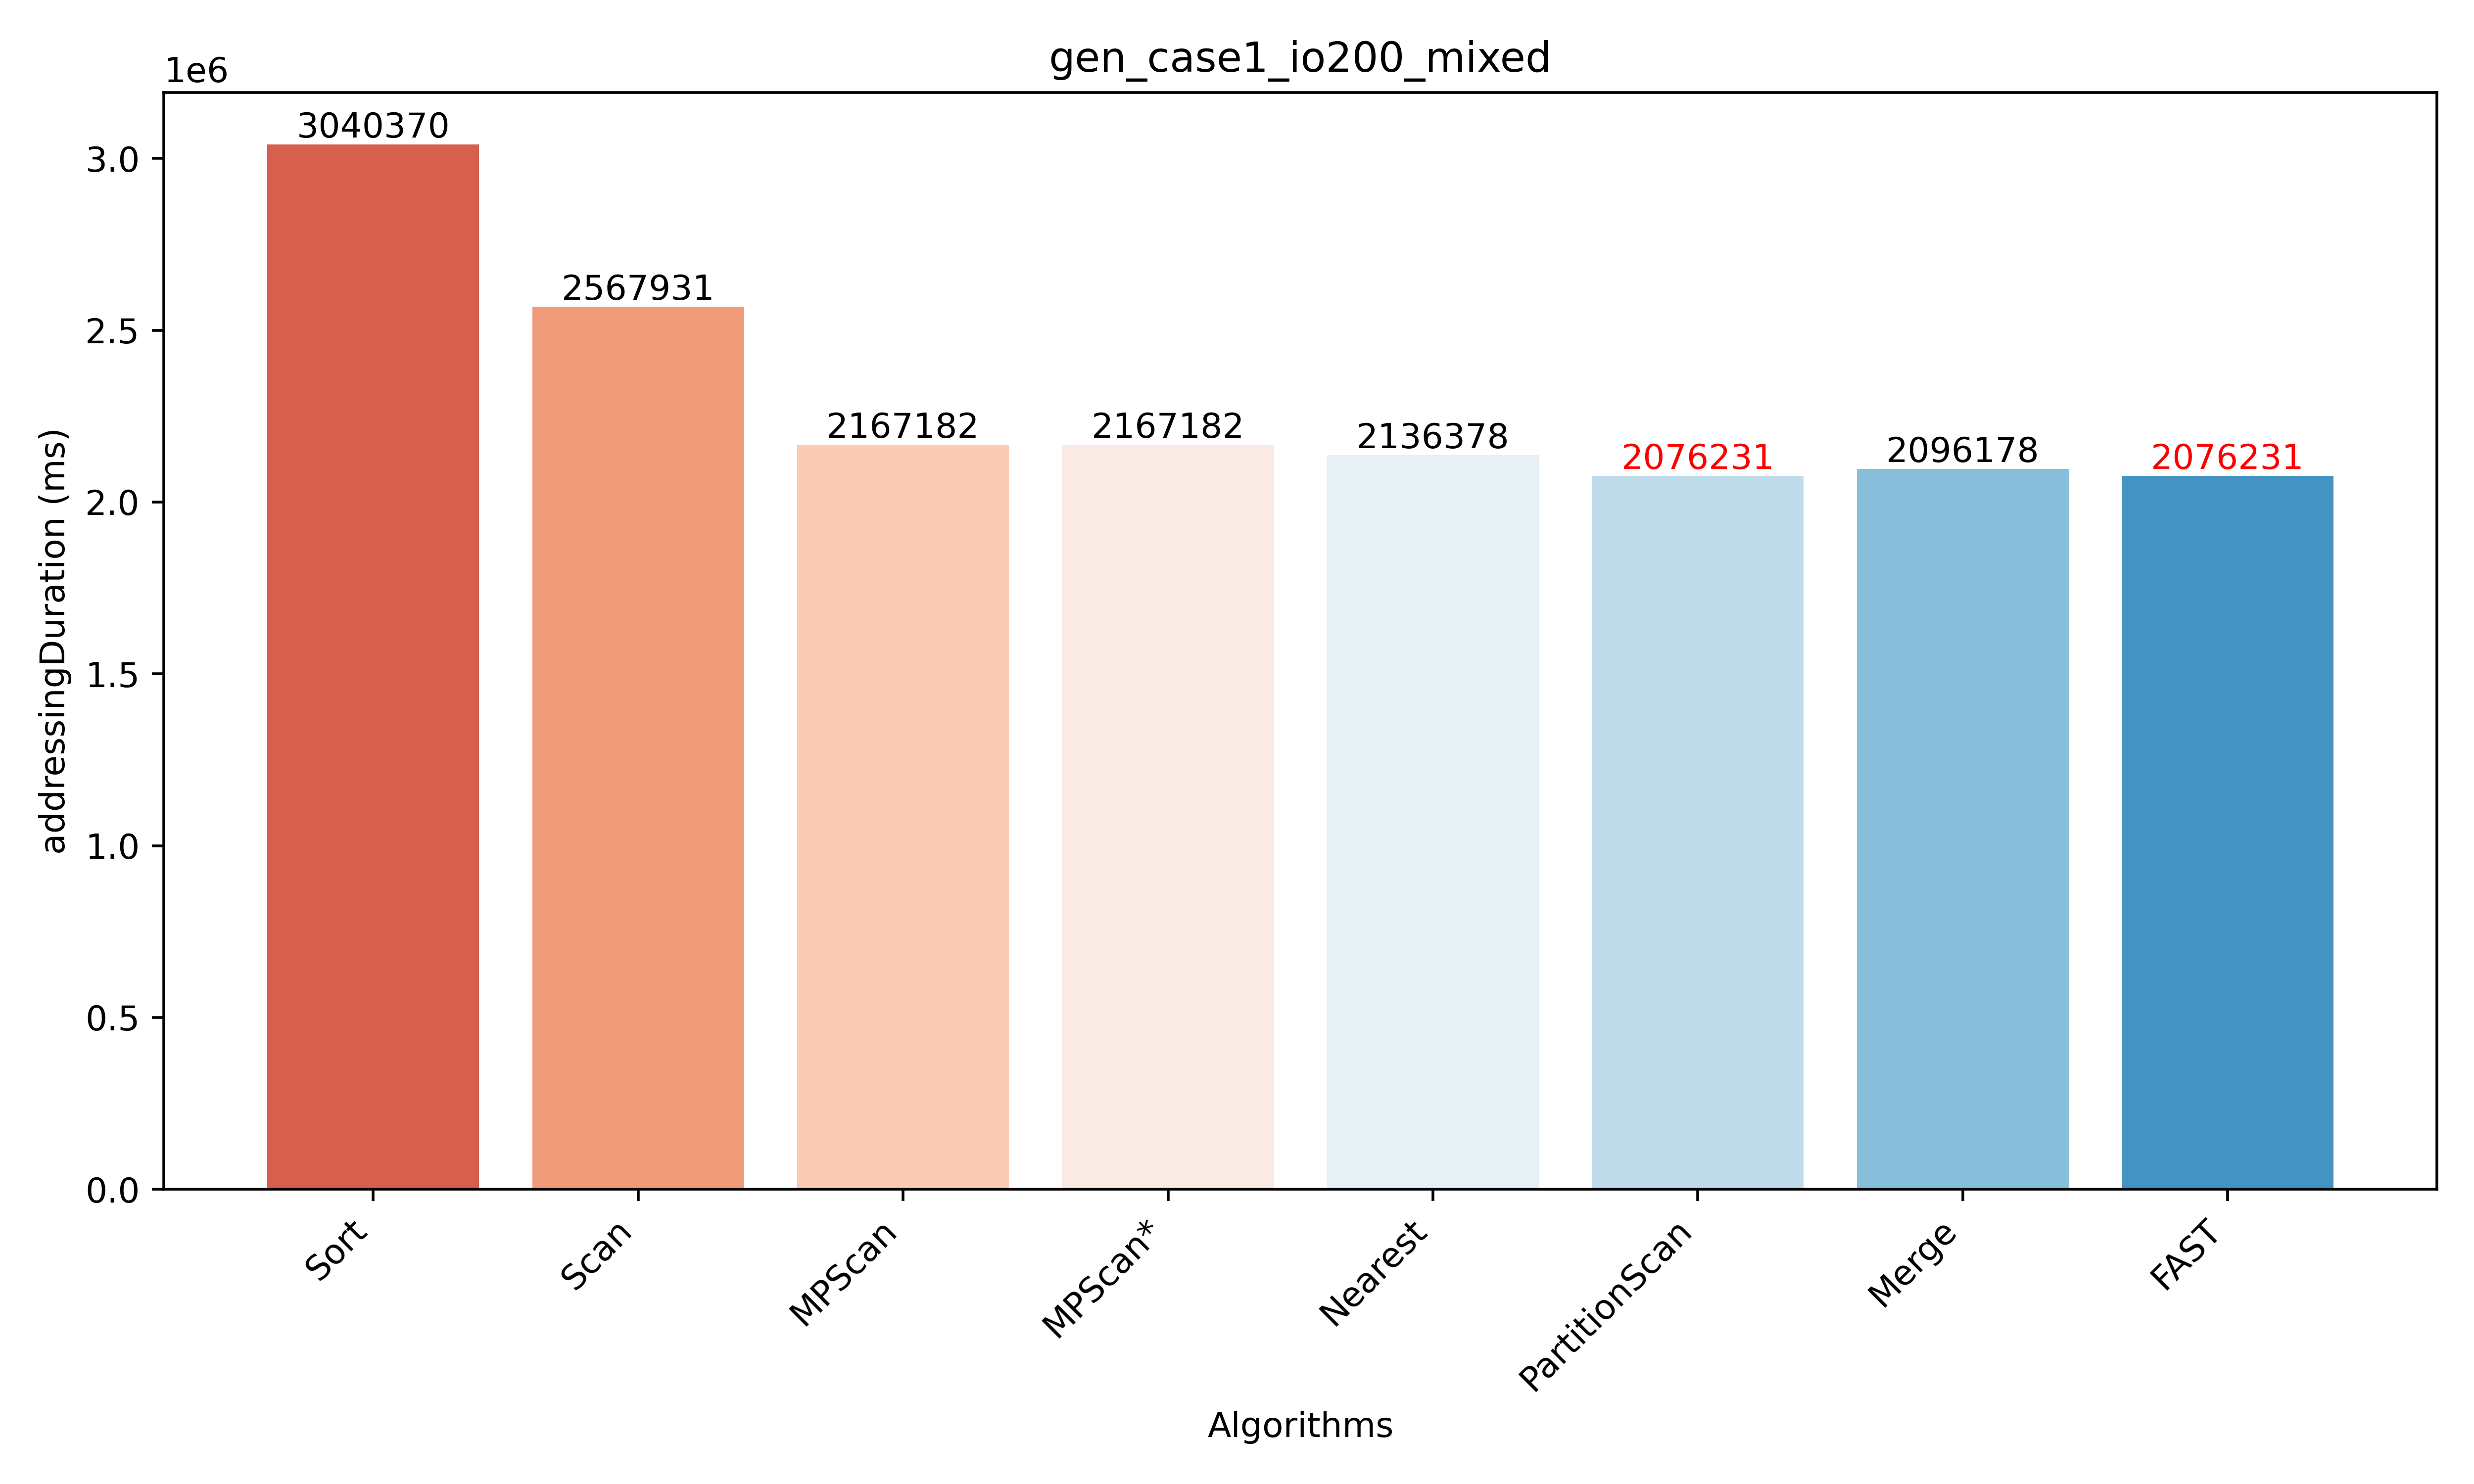 gen_case1_io200_mixed
1e6
3040370
2567931
2167182
2167182
2136378
2076231
2096178
2076231
3.0
2.5
2.0
1.5
1.0
0.5
0.0
addressingDuration (ms)
Sort
Scan
MPScan
MPScan*
Nearest
PartitionScan
Merge
FAST
Algorithms